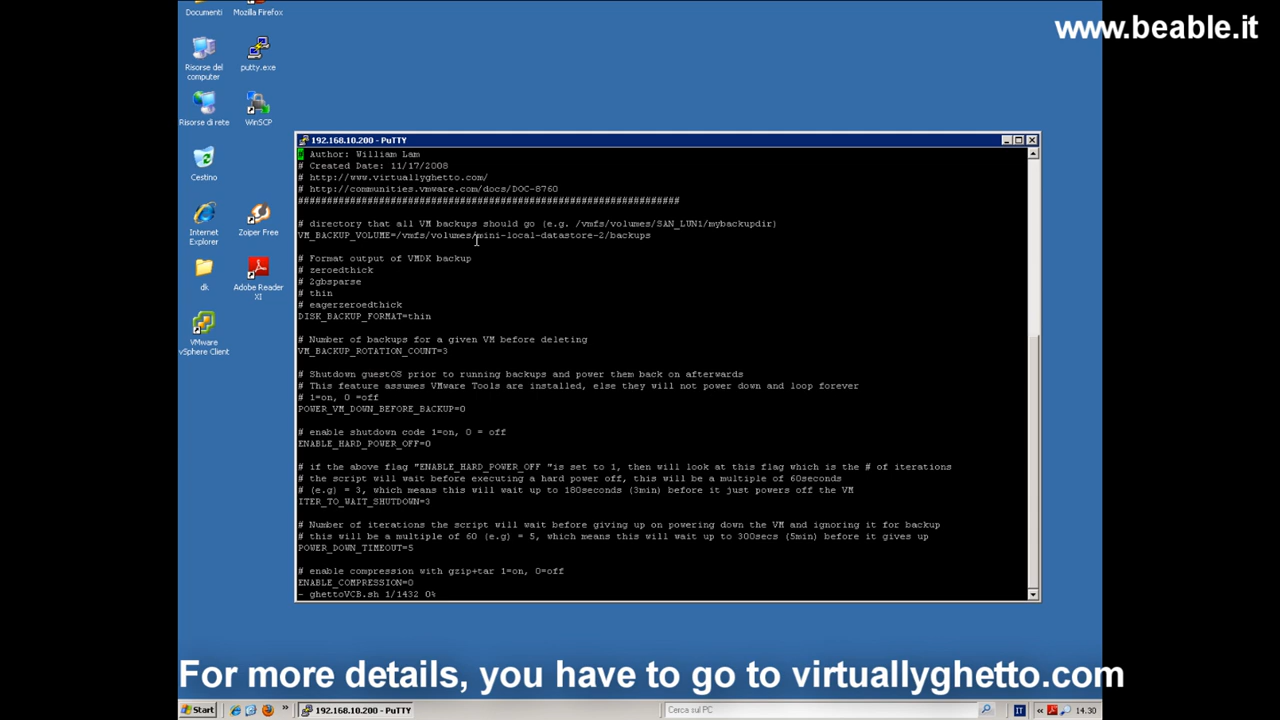 www.beable.it
Documenti
Mozilla Firefox
Risorse del computer
putty.exe
Risorse di rete
WinSCP
Cestino
Internet Explorer
Zoiper Free
dk
Adobe Reader XI
VMware vSphere Client
192.168.10.200 - PuTTY
# Author: William Lam
# Created Date: 11/17/2008
# http://www.virtuallyghetto.com/
# http://communities.vmware.com/docs/DOC-8760
##################################################################
# directory that all VM backups should go (e.g. /vmfs/volumes/SAN_LUN1/mybackupdir)
VM_BACKUP_VOLUME=/vmfs/volumes/mini-local-datastore-2/backups
# Format output of VMDK backup
# zeroedthick
# 2gbsparse
# thin
# eagerzeroedthick
DISK_BACKUP_FORMAT=thin
# Number of backups for a given VM before deleting
VM_BACKUP_ROTATION_COUNT=3
# Shutdown guestOS prior to running backups and power them back on afterwards
# This feature assumes VMware Tools are installed, else they will not power down and loop forever
# 1=on, 0 =off
POWER_VM_DOWN_BEFORE_BACKUP=0
# enable shutdown code 1=on, 0 = off
ENABLE_HARD_POWER_OFF=0
# if the above flag "ENABLE_HARD_POWER_OFF "is set to 1, then will look at this flag which is the # of iterations
# the script will wait before executing a hard power off, this will be a multiple of 60seconds
# (e.g) = 3, which means this will wait up to 180seconds (3min) before it just powers off the VM
ITER_TO_WAIT_SHUTDOWN=3
# Number of iterations the script will wait before giving up on powering down the VM and ignoring it for backup
# this will be a multiple of 60 (e.g) = 5, which means this will wait up to 300secs (5min) before it gives up
POWER_DOWN_TIMEOUT=5
# enable compression with gzip+tar 1=on, 0=off
ENABLE_COMPRESSION=0
- ghettoVCB.sh 1/1432 0%
For more details, you have to go to virtuallyghetto.com
Start
»
192.168.10.200 - PuTTY
Cerca sul PC
IT
«
14.30